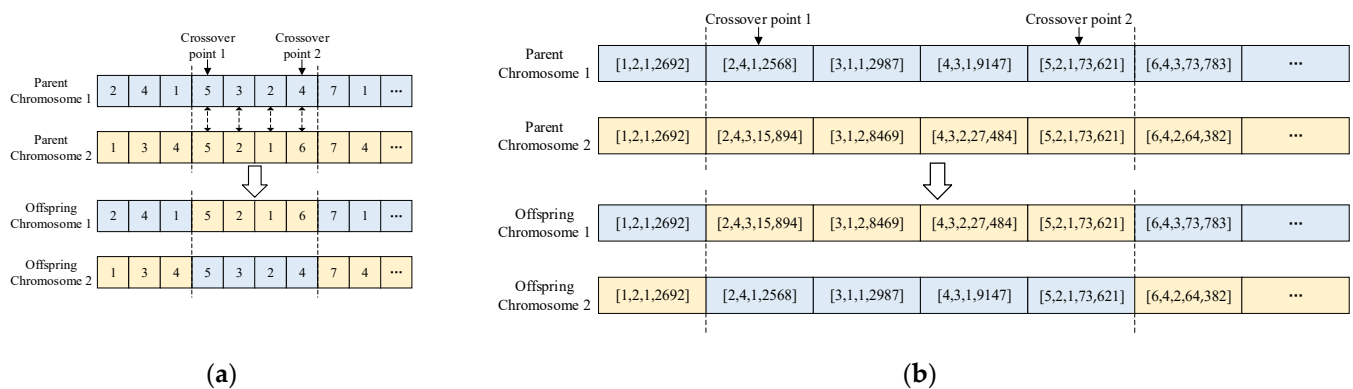 Crossover point 1
Crossover point 2
Parent Chromosome 1
2 4 1 5 3 2 4 7 1 ···
Parent Chromosome 2
1 3 4 5 2 1 6 7 4 ···
Offspring Chromosome 1
2 4 1 5 2 1 6 7 1 ···
Offspring Chromosome 2
1 3 4 5 3 2 4 7 4 ···
(a)
Crossover point 1
Crossover point 2
Parent Chromosome 1
[1,2,1,2692] [2,4,1,2568] [3,1,1,2987] [4,3,1,9147] [5,2,1,73,621] [6,4,3,73,783] ···
Parent Chromosome 2
[1,2,1,2692] [2,4,3,15,894] [3,1,2,8469] [4,3,2,27,484] [5,2,1,73,621] [6,4,2,64,382] ···
Offspring Chromosome 1
[1,2,1,2692] [2,4,3,15,894] [3,1,2,8469] [4,3,2,27,484] [5,2,1,73,621] [6,4,3,73,783] ···
Offspring Chromosome 2
[1,2,1,2692] [2,4,1,2568] [3,1,1,2987] [4,3,1,9147] [5,2,1,73,621] [6,4,2,64,382] ···
(b)